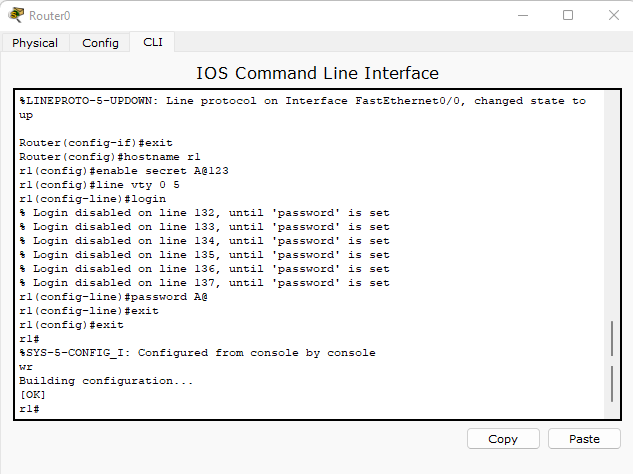 Router0
Physical Config CLI
IOS Command Line Interface
%LINEPROTO-5-UPDOWN: Line protocol on Interface FastEthernet0/0, changed state to
up
Router(config-if)#exit
Router(config)#hostname r1
r1(config)#enable secret A@123
r1(config)#line vty 0 5
r1(config-line)#login
% Login disabled on line 132, until 'password' is set
% Login disabled on line 133, until 'password' is set
% Login disabled on line 134, until 'password' is set
% Login disabled on line 135, until 'password' is set
% Login disabled on line 136, until 'password' is set
% Login disabled on line 137, until 'password' is set
r1(config-line)#password A@
r1(config-line)#exit
r1(config)#exit
r1#
%SYS-5-CONFIG_I: Configured from console by console
wr
Building configuration...
[OK]
r1#
Copy Paste